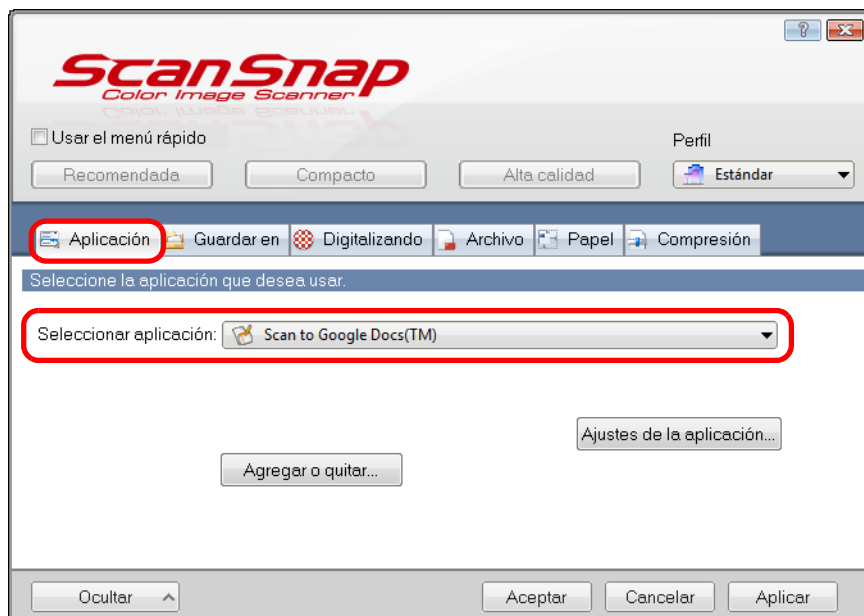 ScanSnap
Color Image Scanner
Usar el menú rápido
Perfil
Recomendada Compacto Alta calidad Estándar
Aplicación Guardar en Digitalizando Archivo Papel Compresión
Seleccione la aplicación que desea usar.
Seleccionar aplicación: Scan to Google Docs(TM)
Ajustes de la aplicación...
Agregar o quitar...
Ocultar Aceptar Cancelar Aplicar